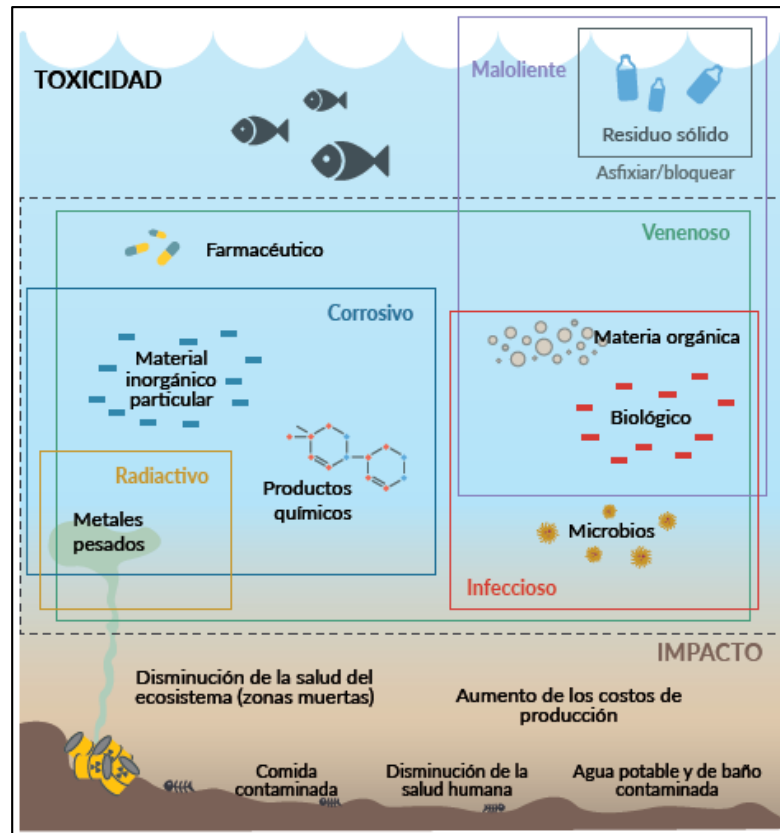 TOXICIDAD
Maloliente
Residuo sólido
Asfixiar/bloquear
Venenoso
Farmacéutico
Corrosivo
Material
inorgánico
particular
Materia orgánica
Biológico
Radiactivo
Productos
químicos
Metales
pesados
Microbios
Infeccioso
IMPACTO
Disminución de la salud del
ecosistema (zonas muertas)
Aumento de los costos de
producción
Comida
contaminada
Disminución de la
salud humana
Agua potable y de baño
contaminada